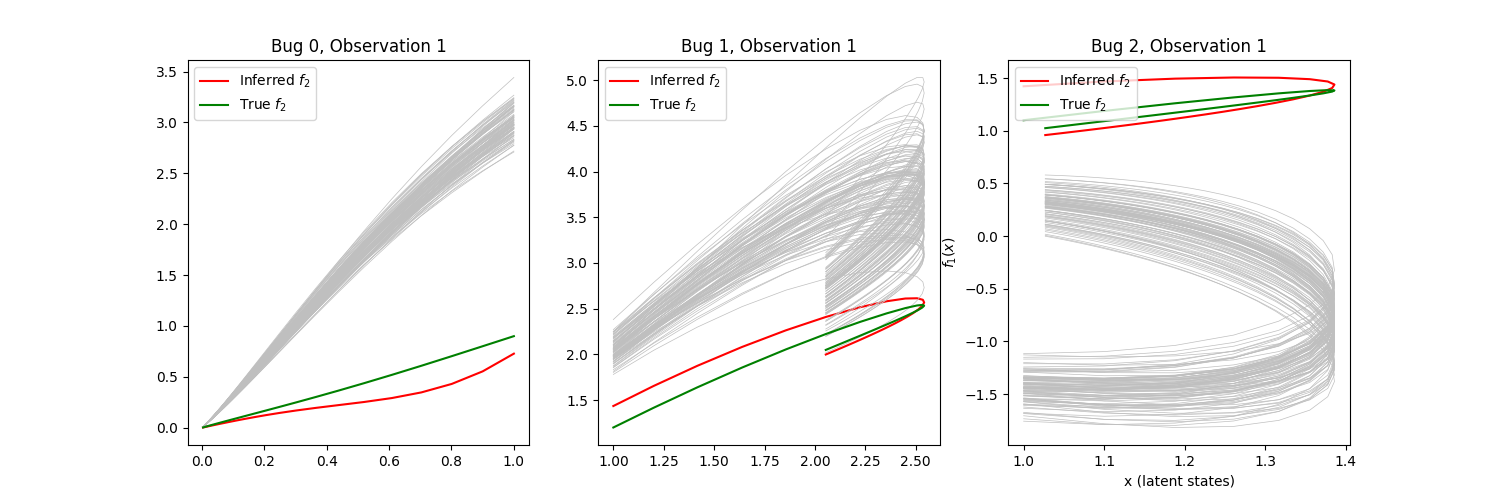 Bug 0, Observation 1
Inferred f₂
True f₂
3.5
3.0
2.5
2.0
1.5
1.0
0.5
0.0
0.0 0.2 0.4 0.6 0.8 1.0
Bug 1, Observation 1
Inferred f₂
True f₂
5.0
4.5
4.0
3.5
3.0
2.5
2.0
1.5
1.00 1.25 1.50 1.75 2.00 2.25 2.50
Bug 2, Observation 1
Inferred f₂
True f₂
f₁(x)
1.5
1.0
0.5
0.0
−0.5
−1.0
−1.5
1.0 1.1 1.2 1.3 1.4
x (latent states)